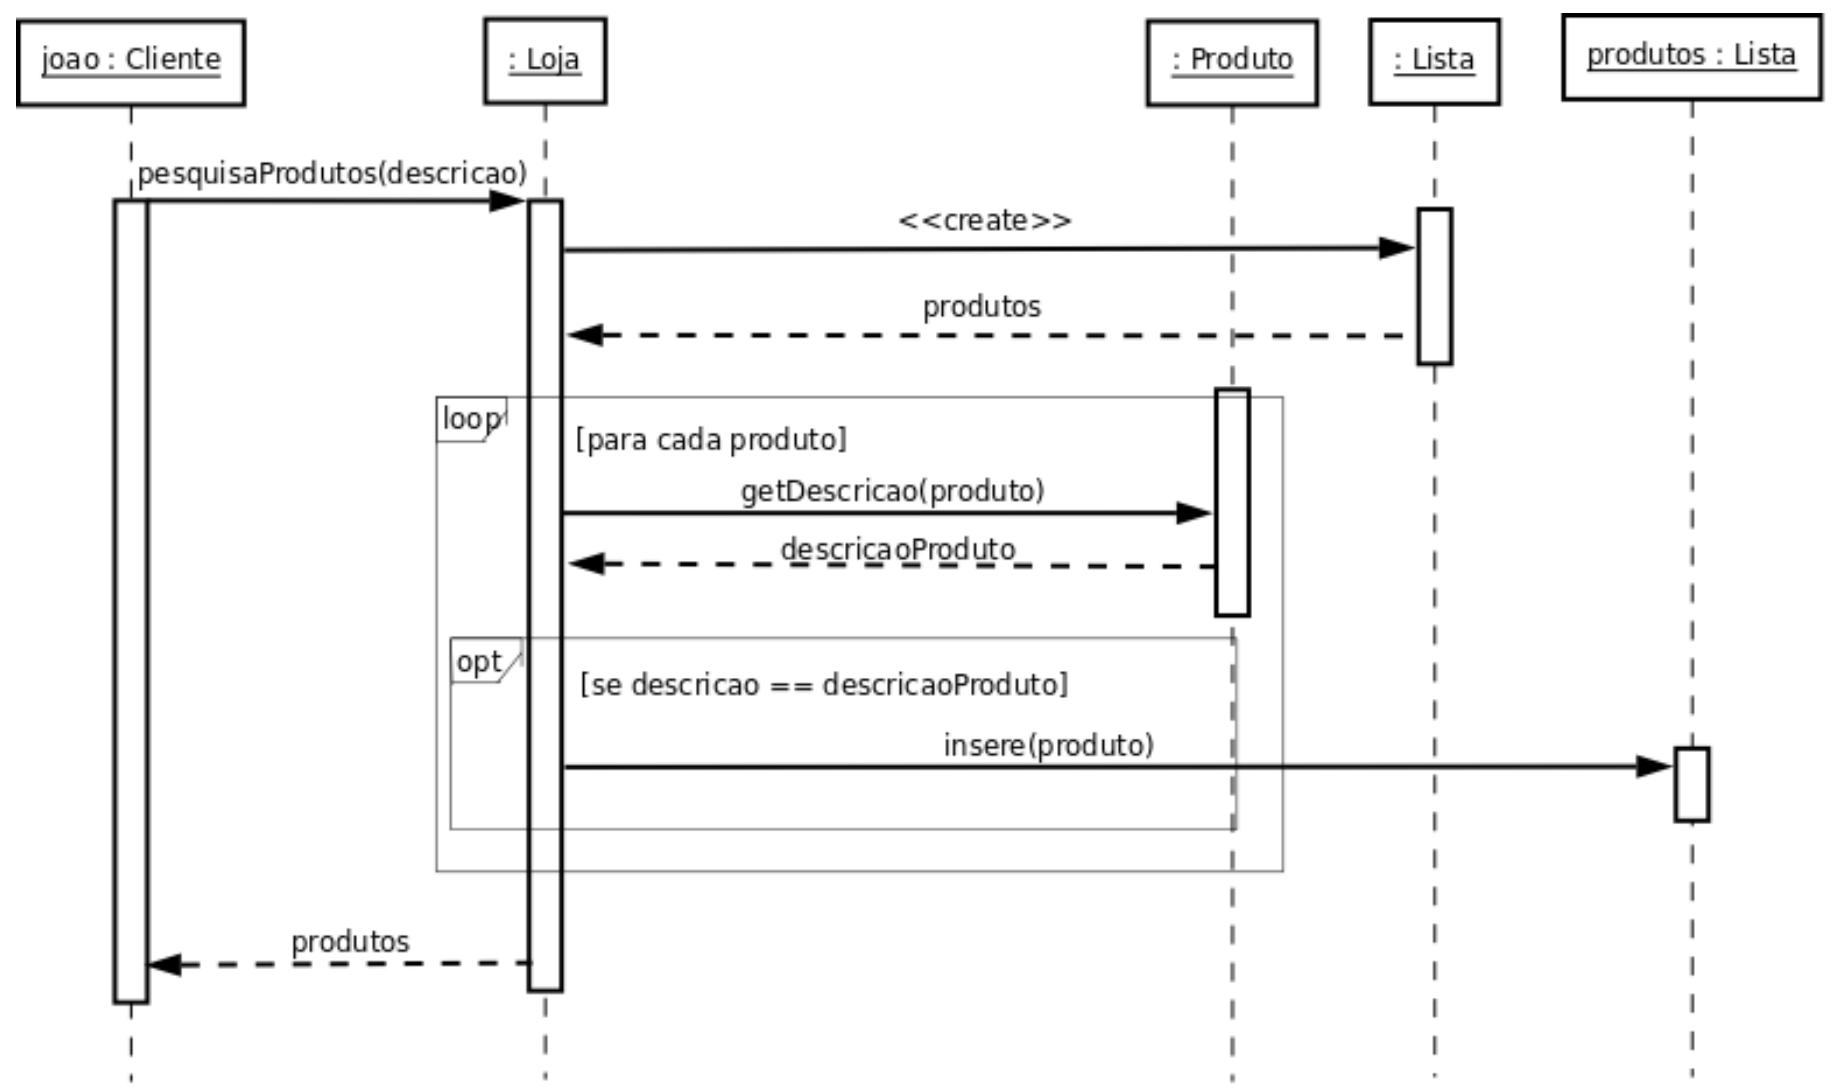 joao : Cliente
: Loja
: Produto
: Lista
produtos : Lista
pesquisaProdutos(descricao)
<<create>>
produtos
loop
[para cada produto]
getDescricao(produto)
descricaoProduto
opt
[se descricao == descricaoProduto]
insere(produto)
produtos